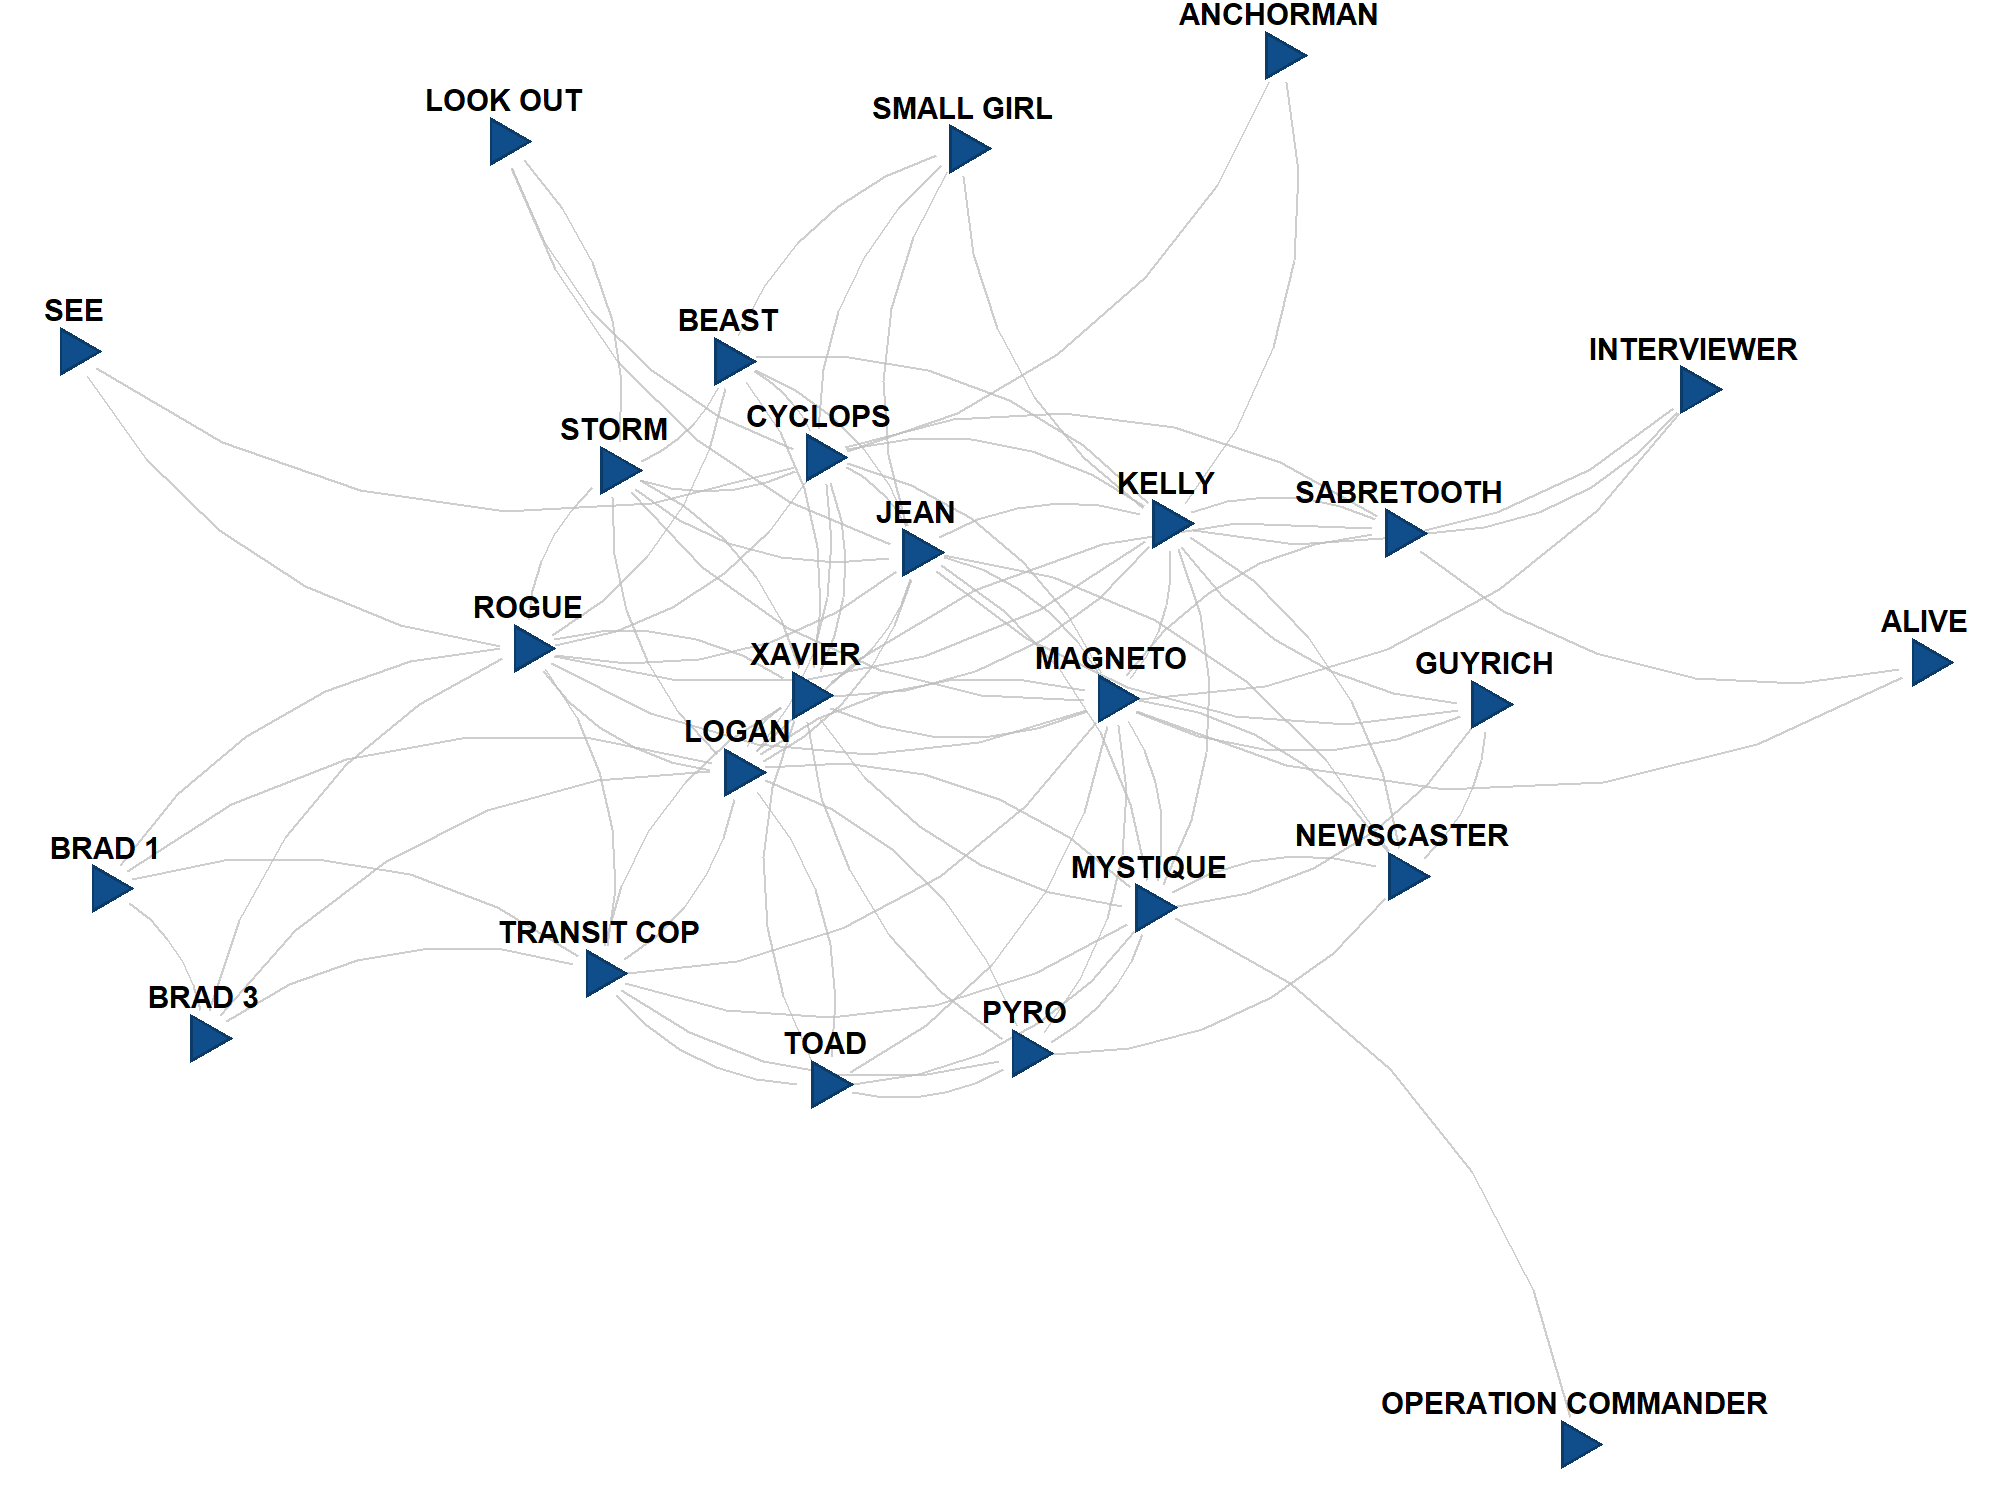 ANCHORMAN
LOOK OUT
SMALL GIRL
SEE
BEAST
INTERVIEWER
CYCLOPS
STORM
KELLY
SABRETOOTH
JEAN
ROGUE
ALIVE
XAVIER
MAGNETO
GUYRICH
LOGAN
NEWSCASTER
BRAD 1
MYSTIQUE
TRANSIT COP
BRAD 3
PYRO
TOAD
OPERATION COMMANDER